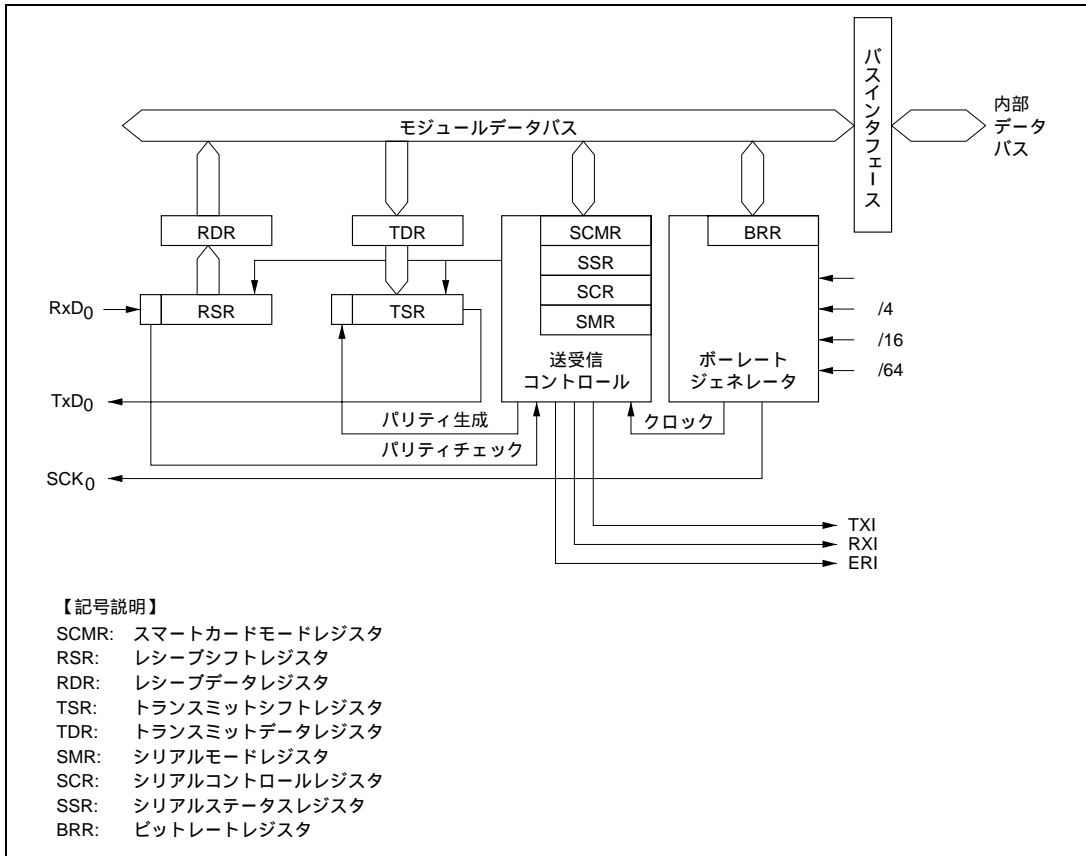 バスインタフェース
内部
データ
バス
モジュールデータバス
RDR
TDR
SCMR
BRR
SSR
SCR
SMR
RxD0
RSR
TSR
/4
/16
/64
送受信
コントロール
ボーレート
ジェネレータ
TxD0
パリティ生成
クロック
パリティチェック
SCK0
TXI
RXI
ERI
【記号説明】
SCMR: スマートカードモードレジスタ
RSR: レシーブシフトレジスタ
RDR: レシーブデータレジスタ
TSR: トランスミットシフトレジスタ
TDR: トランスミットデータレジスタ
SMR: シリアルモードレジスタ
SCR: シリアルコントロールレジスタ
SSR: シリアルステータスレジスタ
BRR: ビットレートレジスタ